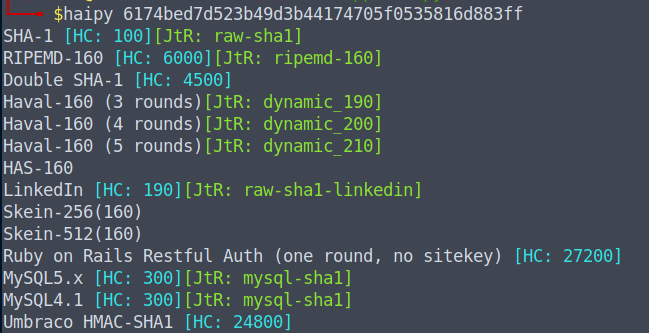 $haipy 6174bed7d523b49d3b44174705f0535816d883ff
SHA-1 [HC: 100][JtR: raw-sha1]
RIPEMD-160 [HC: 6000][JtR: ripemd-160]
Double SHA-1 [HC: 4500]
Haval-160 (3 rounds)[JtR: dynamic_190]
Haval-160 (4 rounds)[JtR: dynamic_200]
Haval-160 (5 rounds)[JtR: dynamic_210]
HAS-160
LinkedIn [HC: 190][JtR: raw-sha1-linkedin]
Skein-256(160)
Skein-512(160)
Ruby on Rails Restful Auth (one round, no sitekey) [HC: 27200]
MySQL5.x [HC: 300][JtR: mysql-sha1]
MySQL4.1 [HC: 300][JtR: mysql-sha1]
Umbraco HMAC-SHA1 [HC: 24800]